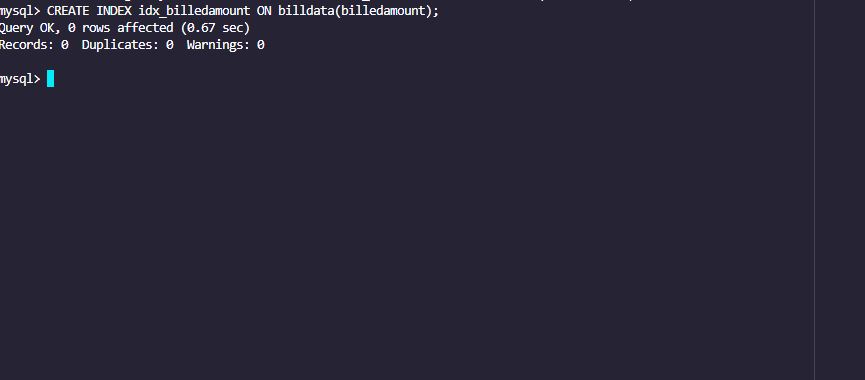 mysql> CREATE INDEX idx_billedamount ON billdata(billedamount);
Query OK, 0 rows affected (0.67 sec)
Records: 0  Duplicates: 0  Warnings: 0
mysql>